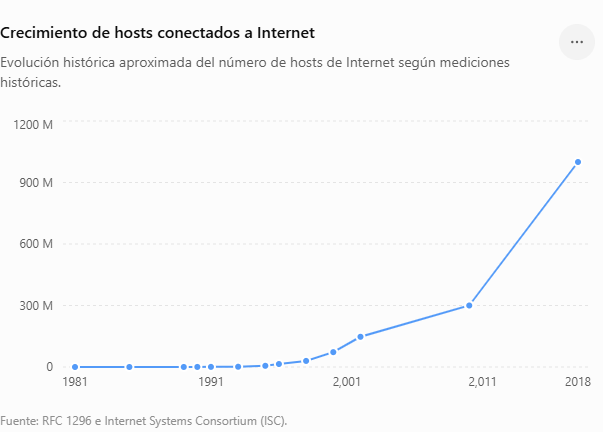 Crecimiento de hosts conectados a Internet
...
Evolución histórica aproximada del número de hosts de Internet según mediciones
históricas.
1200 M
900 M
600 M
300 M
0
1981 1991 2,001 2,011 2018
Fuente: RFC 1296 e Internet Systems Consortium (ISC).